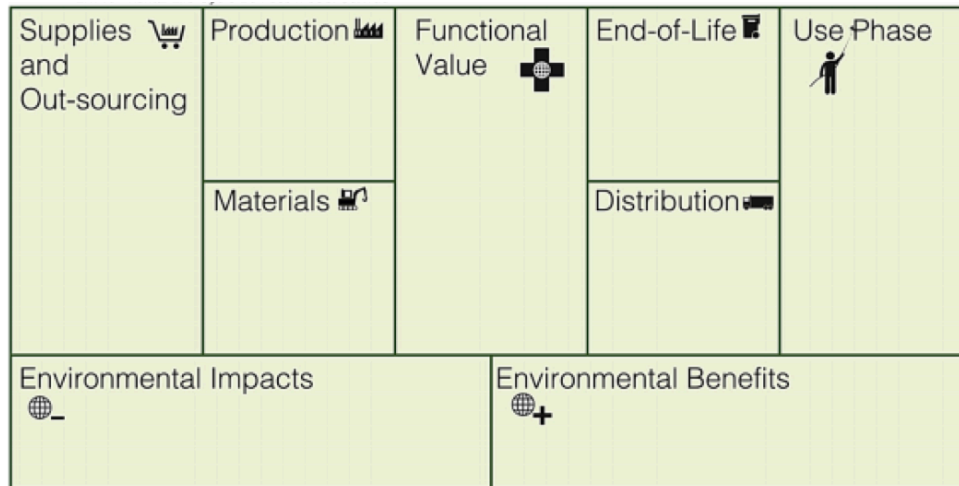 Supplies
and
Out-sourcing
Production
Materials
Functional
Value
End-of-Life
Distribution
Use Phase
Environmental Impacts
Environmental Benefits